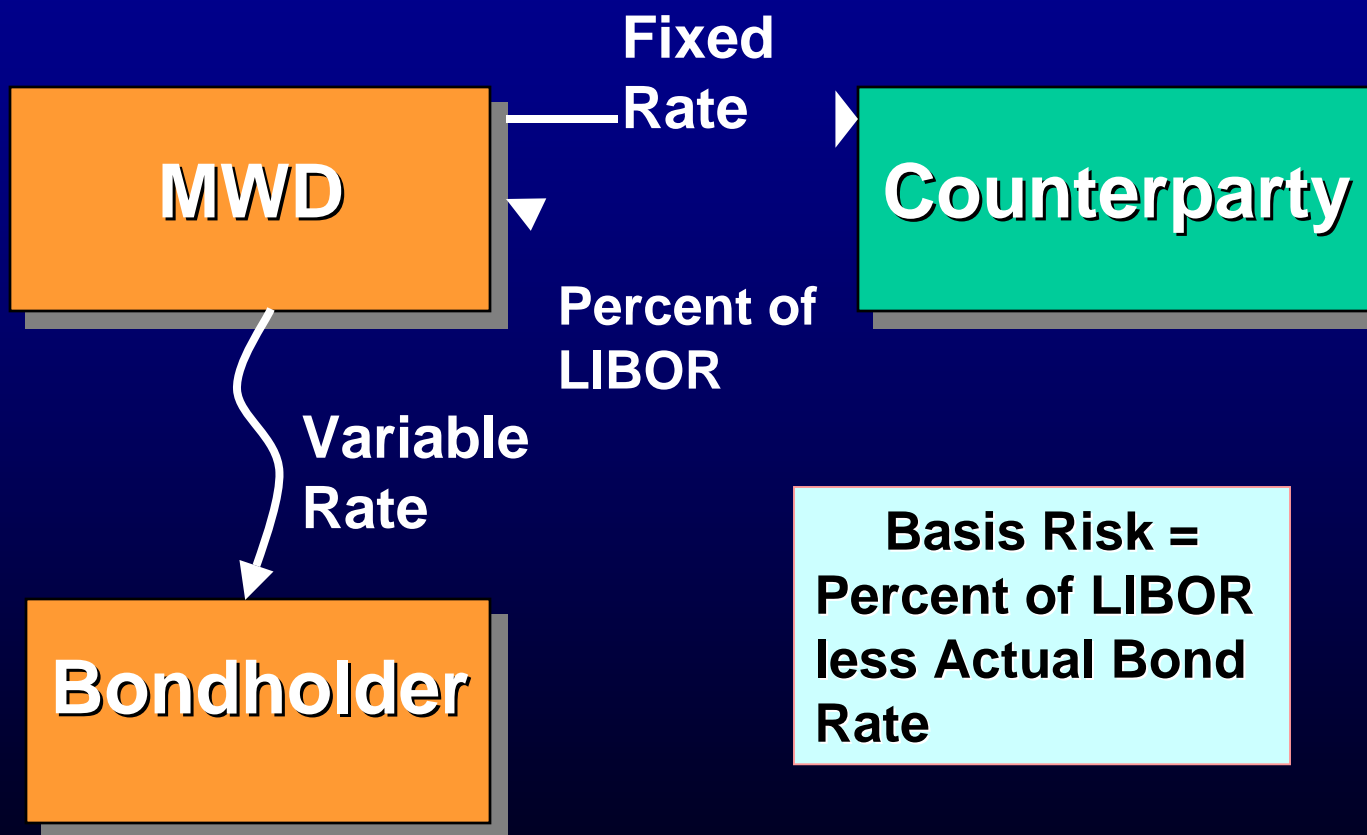 Fixed
Rate
MWD
Counterparty
Percent of
LIBOR
Variable
Rate
Basis Risk =
Percent of LIBOR
less Actual Bond
Rate
Bondholder